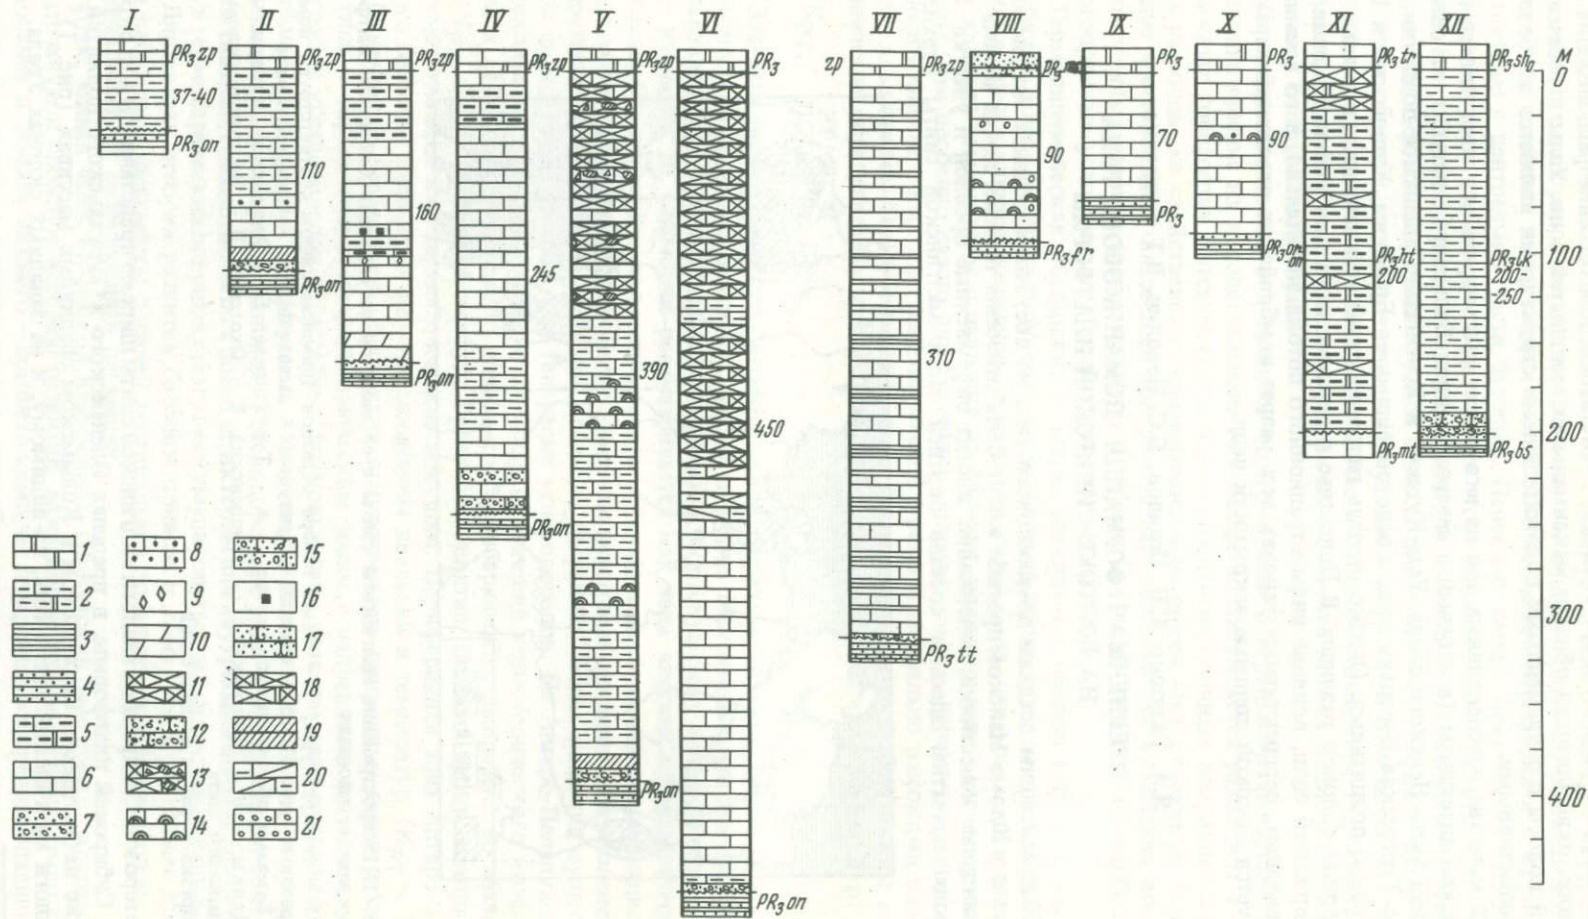 I II III IV V VI VII VIII IX X XI XII
PR₃zp PR₃zp PR₃zp PR₃zp PR₃zp PR₃ zp PR₃zp PR₃ PR₃ PR₃tr PR₃sho M
37-40
PR₃on
110
PR₃on
160
PR₃on
245
PR₃on
390
PR₃on
450
PR₃on
310
PR₃tt
90
PR₃fr
70
PR₃
90
-on
PR₃ht
200
PR₃mt
200-
-250
PR₃bs
0
100
200
300
400
1 8 15
2 9 16
3 10 17
4 11 18
5 12 19
6 13 20
7 14 21